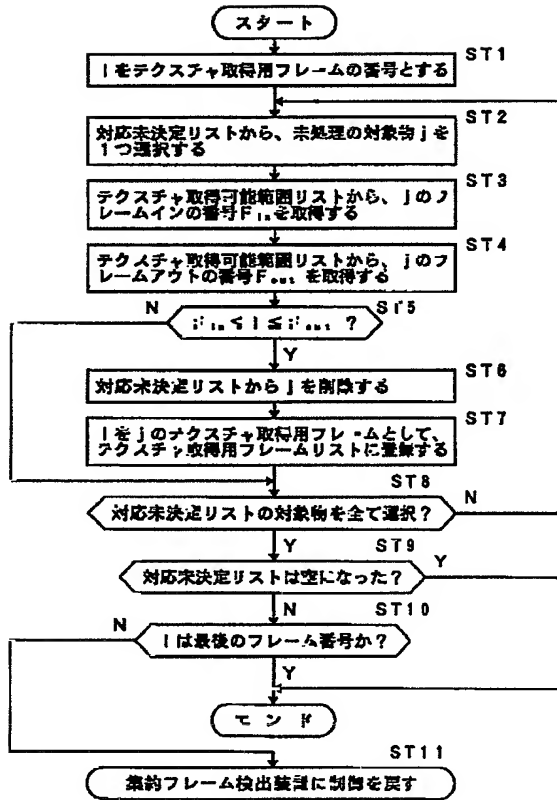 スタート
ST1
iをテクスチャ取得用フレームの番号とする
ST2
対応未決定リストから、未処理の対象物jを
1つ選択する
ST3
テクスチャ取得可能範囲リストから、jのフ
レームインの番号Finを取得する
ST4
テクスチャ取得可能範囲リストから、jのフ
レームアウトの番号Foutを取得する
N
ST5
Fin≦i≦Fout ?
Y
ST6
対応未決定リストからjを削除する
ST7
iをjのテクスチャ取得用フレームとして、
テクスチャ取得用フレームリストに登録する
ST8
対応未決定リストの対象物を全て選択?
N
Y
ST9
対応未決定リストは空になった?
Y
N
ST10
N
iは最後のフレーム番号か?
Y
エンド
ST11
集約フレーム検出装置に制御を戻す